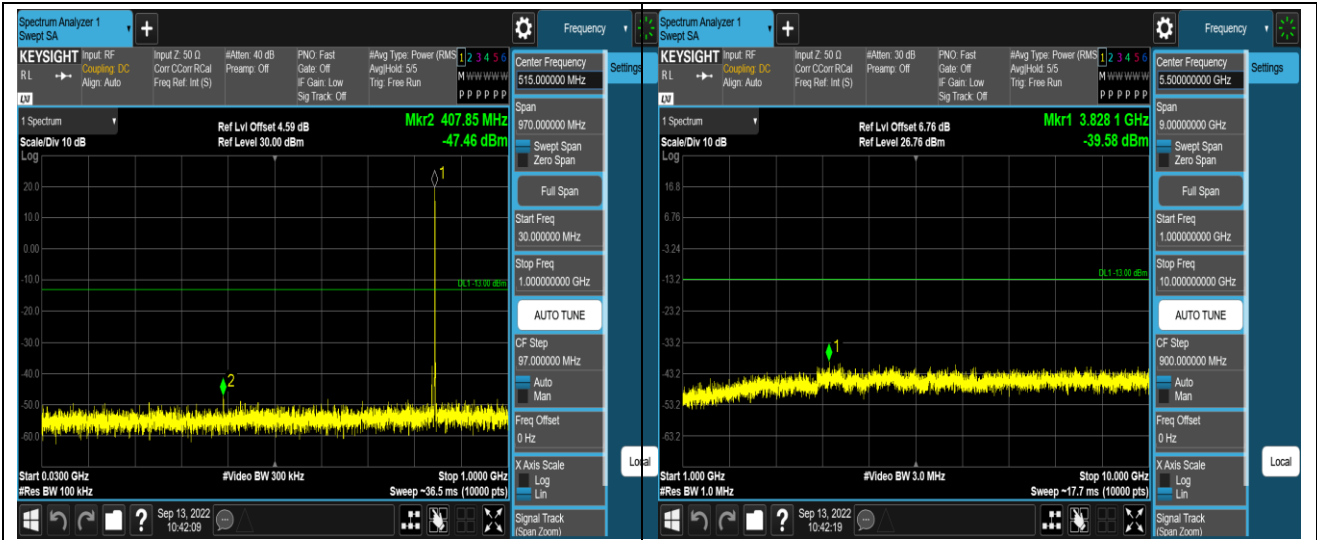 Spectrum Analyzer 1
Swept SA
+
Frequency
KEYSIGHT
RL
LXI
Input: RF
Coupling: DC
Align: Auto
Input Z: 50 Ω
Corr CCorr RCal
Freq Ref: Int (S)
#Atten: 40 dB
Preamp: Off
PNO: Fast
Gate: Off
IF Gain: Low
Sig Track: Off
#Avg Type: Power (RMS
Avg|Hold: 5/5
Trig: Free Run
1 2 3 4 5 6
M W W W W W
P P P P P P
1 Spectrum
Scale/Div 10 dB
Log
Ref Lvl Offset 4.59 dB
Ref Level 30.00 dBm
Mkr2 407.85 MHz
-47.46 dBm
1
20.0
10.0
0.00
-10.0
DL1 -13.00 dBm
-20.0
-30.0
-40.0
2
-50.0
-60.0
Start 0.0300 GHz
#Res BW 100 kHz
#Video BW 300 kHz
Stop 1.0000 GHz
Sweep ~36.5 ms (10000 pts)
Center Frequency
515.000000 MHz
Span
970.000000 MHz
Swept Span
Zero Span
Full Span
Start Freq
30.000000 MHz
Stop Freq
1.000000000 GHz
AUTO TUNE
CF Step
97.000000 MHz
Auto
Man
Freq Offset
0 Hz
X Axis Scale
Log
Lin
Signal Track
(Span Zoom)
Settings
Local
?
Sep 13, 2022
10:42:09
Spectrum Analyzer 1
Swept SA
+
Frequency
KEYSIGHT
RL
LXI
Input: RF
Coupling: DC
Align: Auto
Input Z: 50 Ω
Corr CCorr RCal
Freq Ref: Int (S)
#Atten: 30 dB
Preamp: Off
PNO: Fast
Gate: Off
IF Gain: Low
Sig Track: Off
#Avg Type: Power (RMS
Avg|Hold: 5/5
Trig: Free Run
1 2 3 4 5 6
M W W W W W
P P P P P P
1 Spectrum
Scale/Div 10 dB
Log
Ref Lvl Offset 6.76 dB
Ref Level 26.76 dBm
Mkr1 3.828 1 GHz
-39.58 dBm
16.8
6.76
-3.24
-13.2
DL1 -13.00 dBm
-23.2
-33.2
1
-43.2
-53.2
-63.2
Start 1.000 GHz
#Res BW 1.0 MHz
#Video BW 3.0 MHz
Stop 10.000 GHz
Sweep ~17.7 ms (10000 pts)
Center Frequency
5.500000000 GHz
Span
9.00000000 GHz
Swept Span
Zero Span
Full Span
Start Freq
1.000000000 GHz
Stop Freq
10.000000000 GHz
AUTO TUNE
CF Step
900.000000 MHz
Auto
Man
Freq Offset
0 Hz
X Axis Scale
Log
Lin
Signal Track
(Span Zoom)
Settings
Local
?
Sep 13, 2022
10:42:19